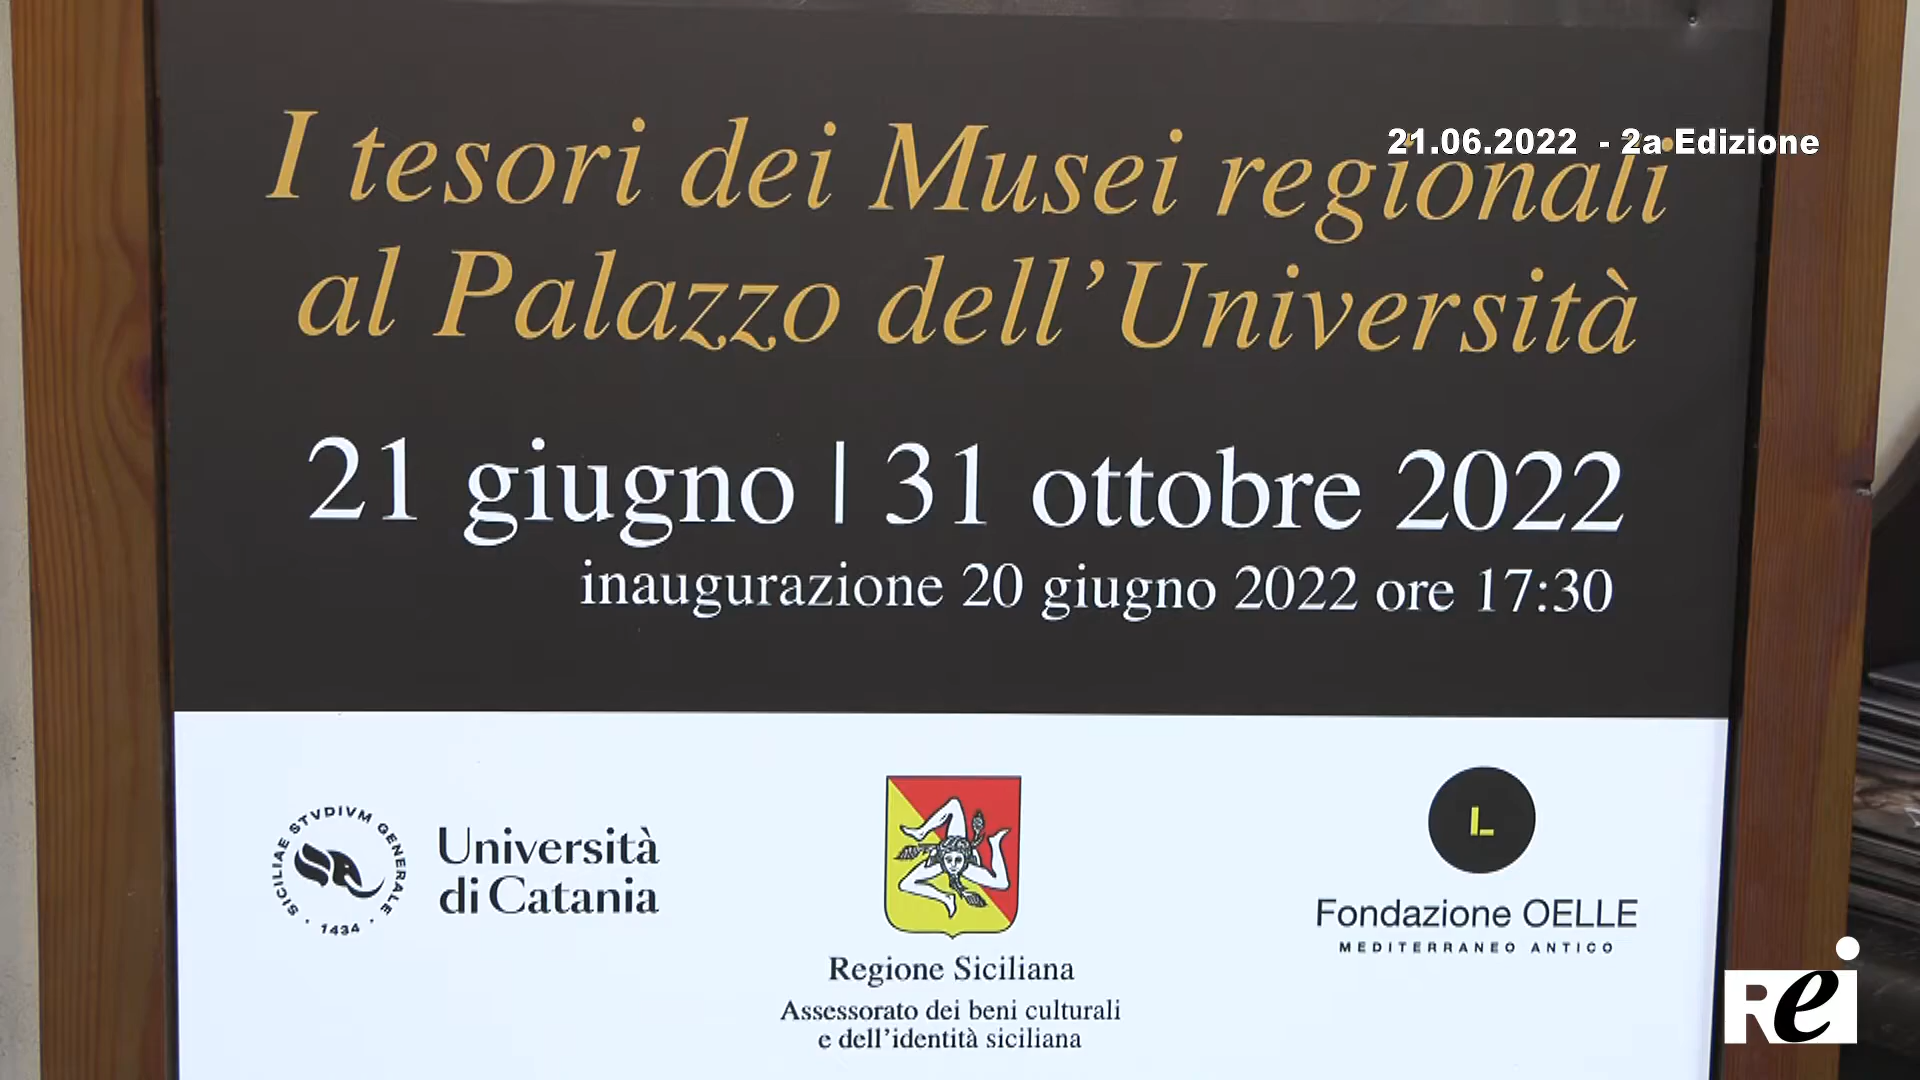 21.06.2022 - 2a Edizione
I tesori dei Musei regionali
al Palazzo dell'Università
21 giugno | 31 ottobre 2022
inaugurazione 20 giugno 2022 ore 17:30
SICILIAE STVDIVM GENERALE
· 1434 ·
Università
di Catania
Regione Siciliana
Assessorato dei beni culturali
e dell'identità siciliana
L
Fondazione OELLE
MEDITERRANEO ANTICO
Rei